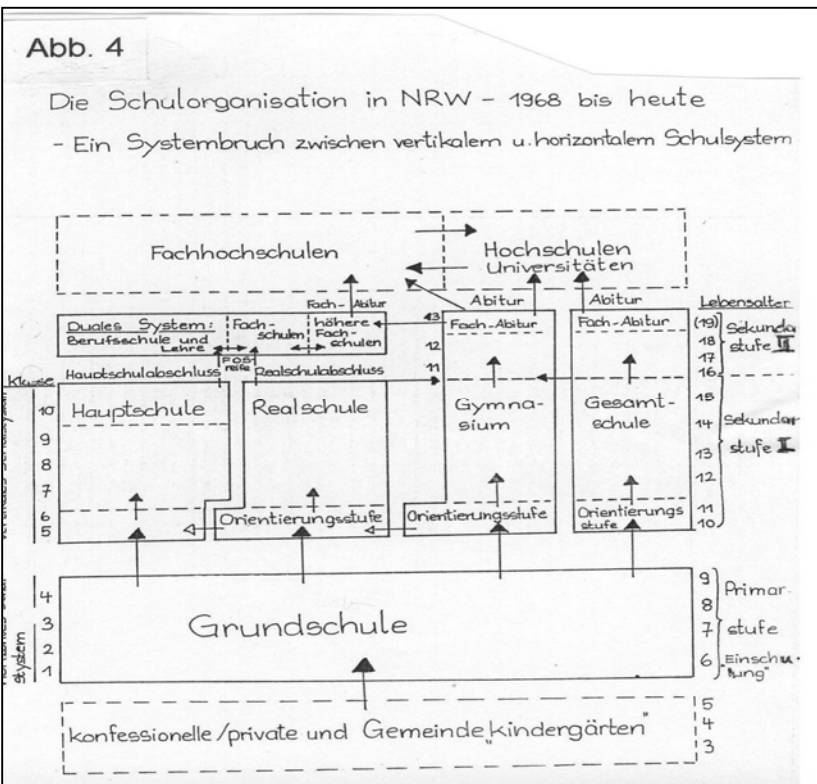 Abb. 4
Die Schulorganisation in NRW - 1968 bis heute
- Ein Systembruch zwischen vertikalem u. horizontalem Schulsystem
Fachhochschulen
Hochschulen
Universitäten
Fach-Abitur
Abitur
Abitur
Lebensalter
Duales System:
Berufsschule und
Lehre
Fach-
schulen
höhere
Fach-
schulen
13
12
11
Fach-Abitur
Fach-Abitur
(19)
18
17
16
Sekundar
stufe II
Klasse
Hauptschulabschluss
F.O.S.
reife
Realschulabschluss
10
9
8
7
6
5
Hauptschule
Realschule
Gymna-
sium
Gesamt-
schule
15
14
13
12
11
10
Sekundar
stufe I
Orientierungsstufe
Orientierungsstufe
Orientierungs
stufe
4
3
2
1
system
Grundschule
9
8
7
6
Primar-
stufe
"Einschu-
lung"
konfessionelle/private und Gemeinde„kindergärten"
5
4
3